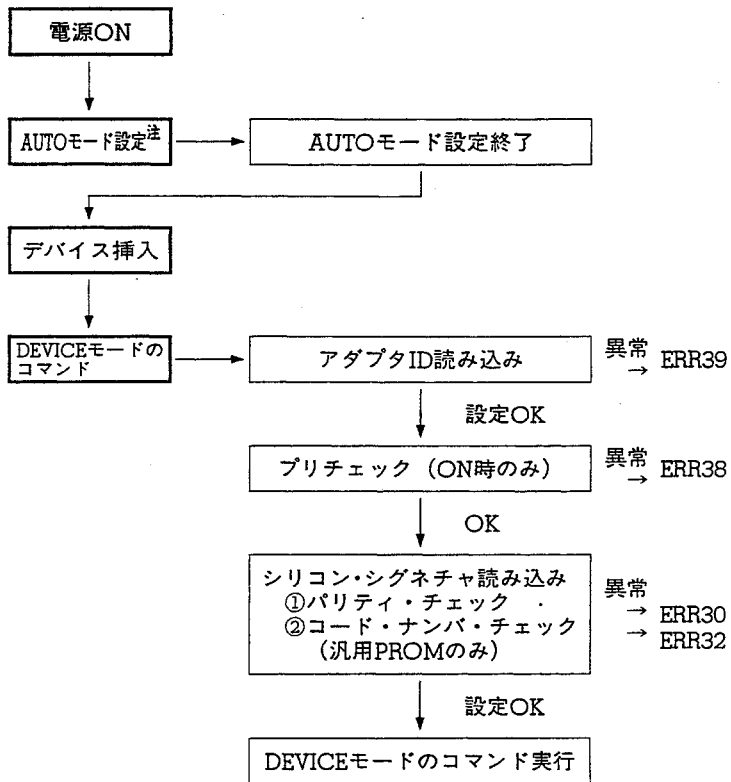 電源ON
AUTOモード設定注
AUTOモード設定終了
デバイス挿入
DEVICEモードの
コマンド
アダプタID読み込み
異常
→ ERR39
設定OK
プリチェック（ON時のみ）
異常
→ ERR38
OK
シリコン・シグネチャ読み込み
①パリティ・チェック
②コード・ナンバ・チェック
（汎用PROMのみ）
異常
→ ERR30
→ ERR32
設定OK
DEVICEモードのコマンド実行